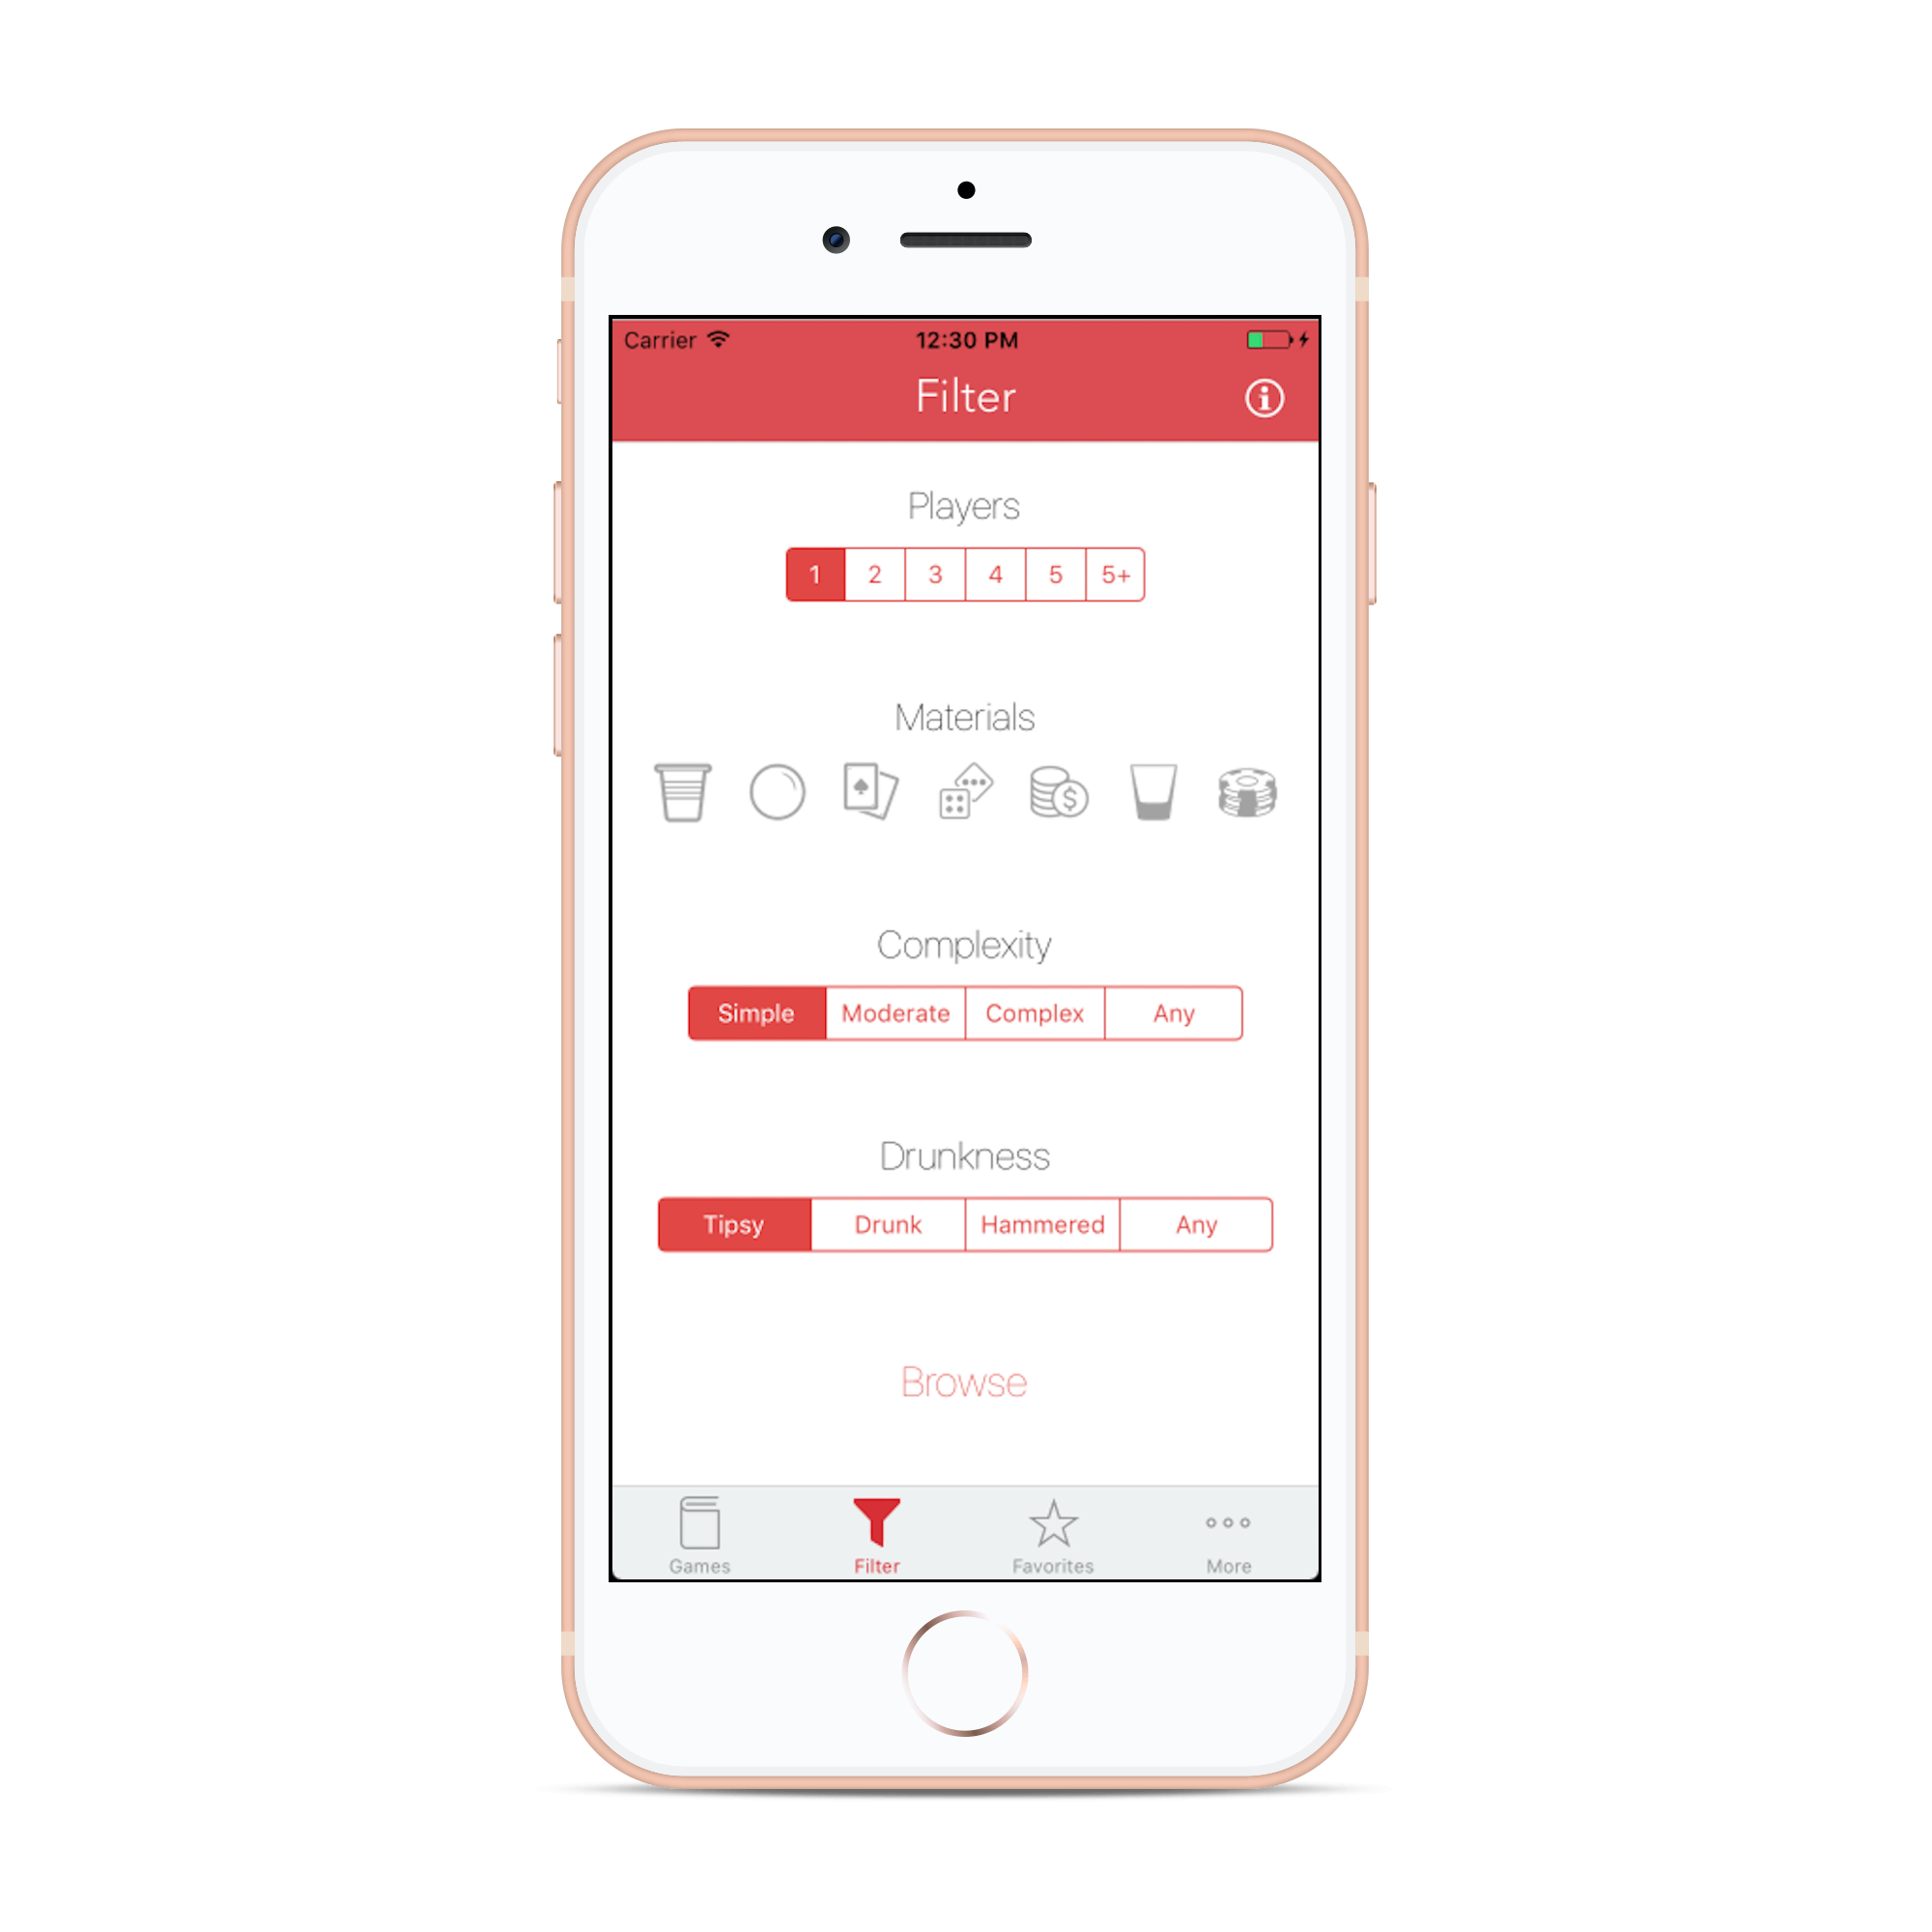 Carrier 12:30 PM
Filter
Players
1 2 3 4 5 5+
Materials
Complexity
Simple Moderate Complex Any
Drunkness
Tipsy Drunk Hammered Any
Browse
Games Filter Favorites More